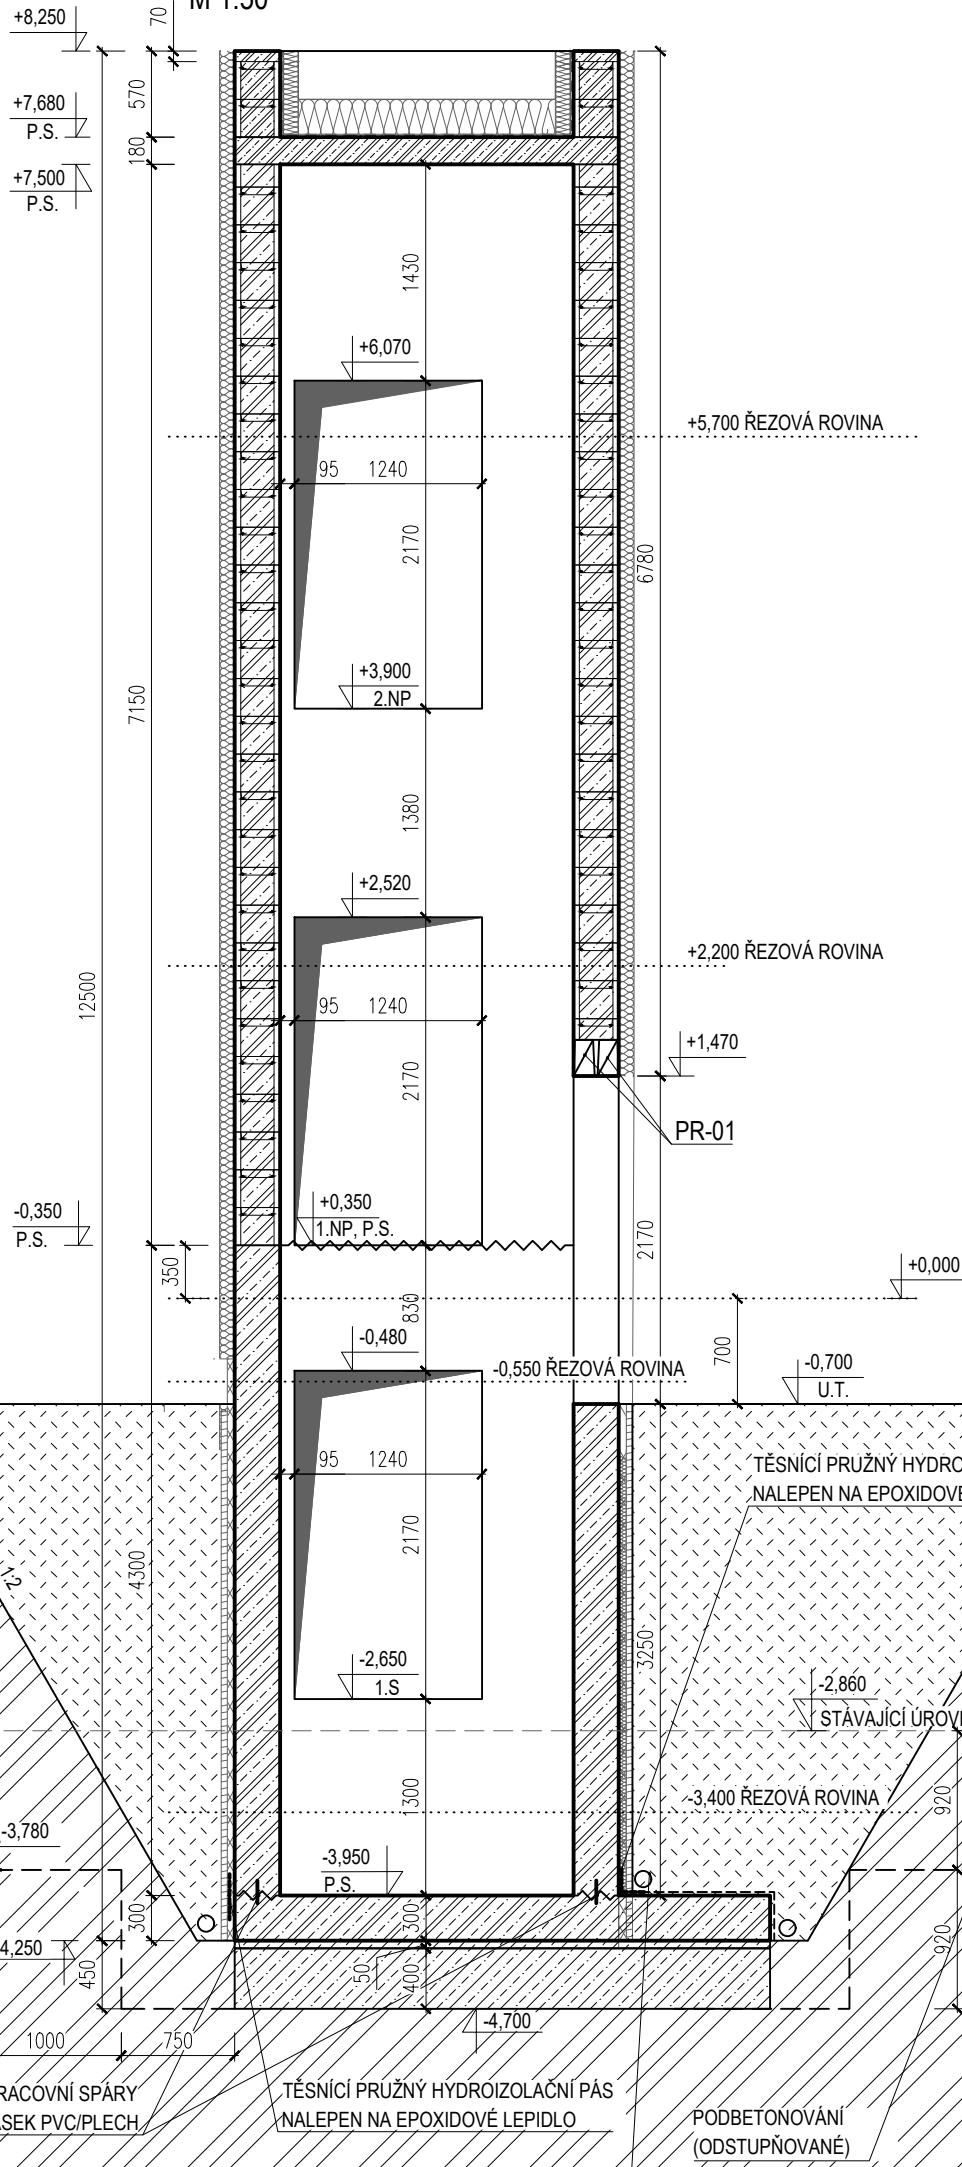 M 1:50
+8,250
70
570
+7,680
P.S.
180
+7,500
P.S.
1430
+6,070
+5,700 ŘEZOVÁ ROVINA
95 1240
2170
6780
+3,900
2.NP
7150
1380
+2,520
+2,200 ŘEZOVÁ ROVINA
12500
95 1240
+1,470
2170
PR-01
+0,350
1.NP, P.S.
-0,350
P.S.
2170
350
+0,000
830
-0,480
-0,550 ŘEZOVÁ ROVINA
700
-0,700
U.T.
95 1240
TĚSNÍCÍ PRUŽNÝ HYDRO
NALEPEN NA EPOXIDOVÉ
2170
1:2
4300
3250
-2,650
1.S
-2,860
STÁVAJÍCÍ ÚROV
1300
-3,400 ŘEZOVÁ ROVINA
920
-3,780
-3,950
P.S.
300
300
4,250
450
50
400
920
-4,700
1000
750
RACOVNÍ SPÁRY
ÁSEK PVC/PLECH
TĚSNÍCÍ PRUŽNÝ HYDROIZOLAČNÍ PÁS
NALEPEN NA EPOXIDOVÉ LEPIDLO
PODBETONOVÁNÍ
(ODSTUPŇOVANÉ)